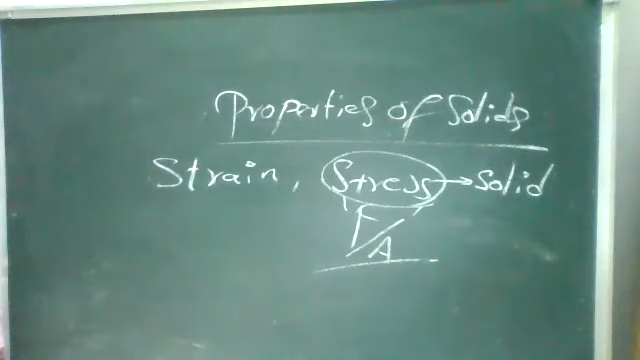 Properties of Solids
Strain, Stress → Solid
F/A